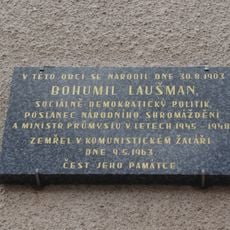 V TÉTO OBCI SE NARODIL DNE 30.8.1903
BOHUMIL LAUŠMAN,
SOCIÁLNĚ-DEMOKRATICKÝ POLITIK,
POSLANEC NÁRODNÍHO SHROMÁŽDĚNÍ
A MINISTR PRŮMYSLU V LETECH 1945-1948
ZEMŘEL V KOMUNISTICKÉM ŽALÁŘI
DNE 9.5.1963
ČEST JEHO PAMÁTCE.